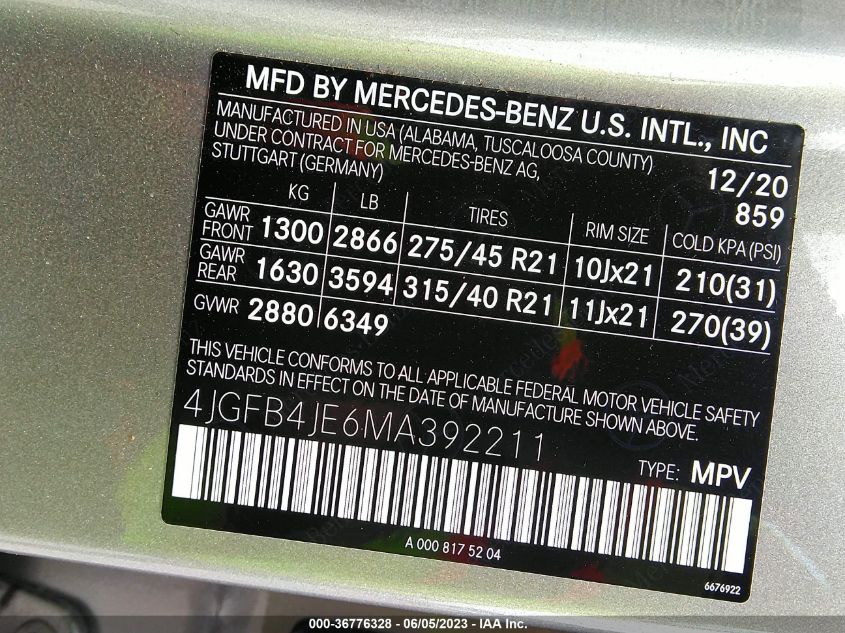 MFD BY MERCEDES-BENZ U.S. INTL., INC
MANUFACTURED IN USA (ALABAMA, TUSCALOOSA COUNTY)
UNDER CONTRACT FOR MERCEDES-BENZ AG,
STUTTGART (GERMANY)
12/20
859
KG LB TIRES RIM SIZE COLD KPA (PSI)
GAWR FRONT 1300 2866 275/45 R21 10Jx21 210(31)
GAWR REAR 1630 3594 315/40 R21 11Jx21 270(39)
GVWR 2880 6349
THIS VEHICLE CONFORMS TO ALL APPLICABLE FEDERAL MOTOR VEHICLE SAFETY
STANDARDS IN EFFECT ON THE DATE OF MANUFACTURE SHOWN ABOVE.
4JGFB4JE6MA392211
TYPE: MPV
A 000 817 52 04
6676922
000-36776328 - 06/05/2023 - IAA Inc.